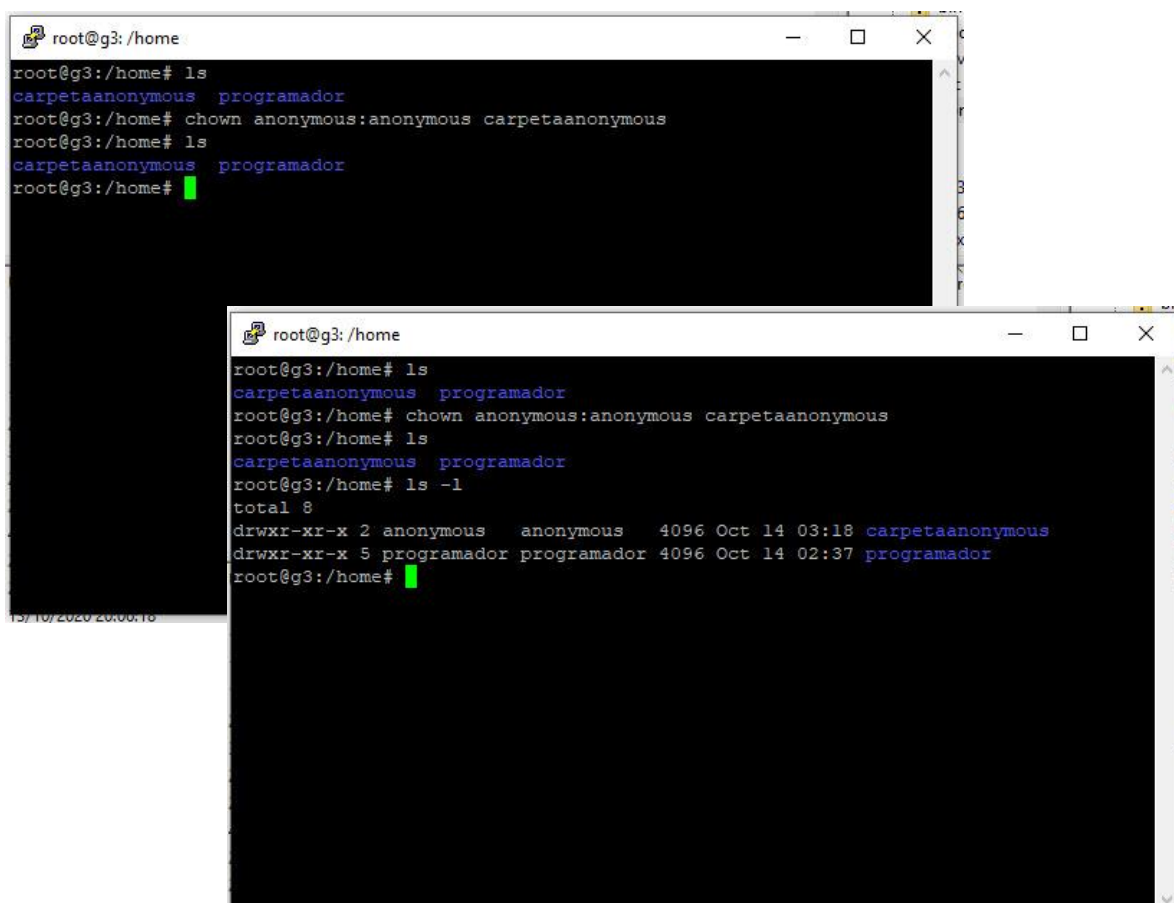 root@g3: /home
root@g3:/home# ls
carpetaanonymous  programador
root@g3:/home# chown anonymous:anonymous carpetaanonymous
root@g3:/home# ls
carpetaanonymous  programador
root@g3:/home#
root@g3: /home
root@g3:/home# ls
carpetaanonymous  programador
root@g3:/home# chown anonymous:anonymous carpetaanonymous
root@g3:/home# ls
carpetaanonymous  programador
root@g3:/home# ls -l
total 8
drwxr-xr-x 2 anonymous   anonymous   4096 Oct 14 03:18 carpetaanonymous
drwxr-xr-x 5 programador programador 4096 Oct 14 02:37 programador
root@g3:/home#